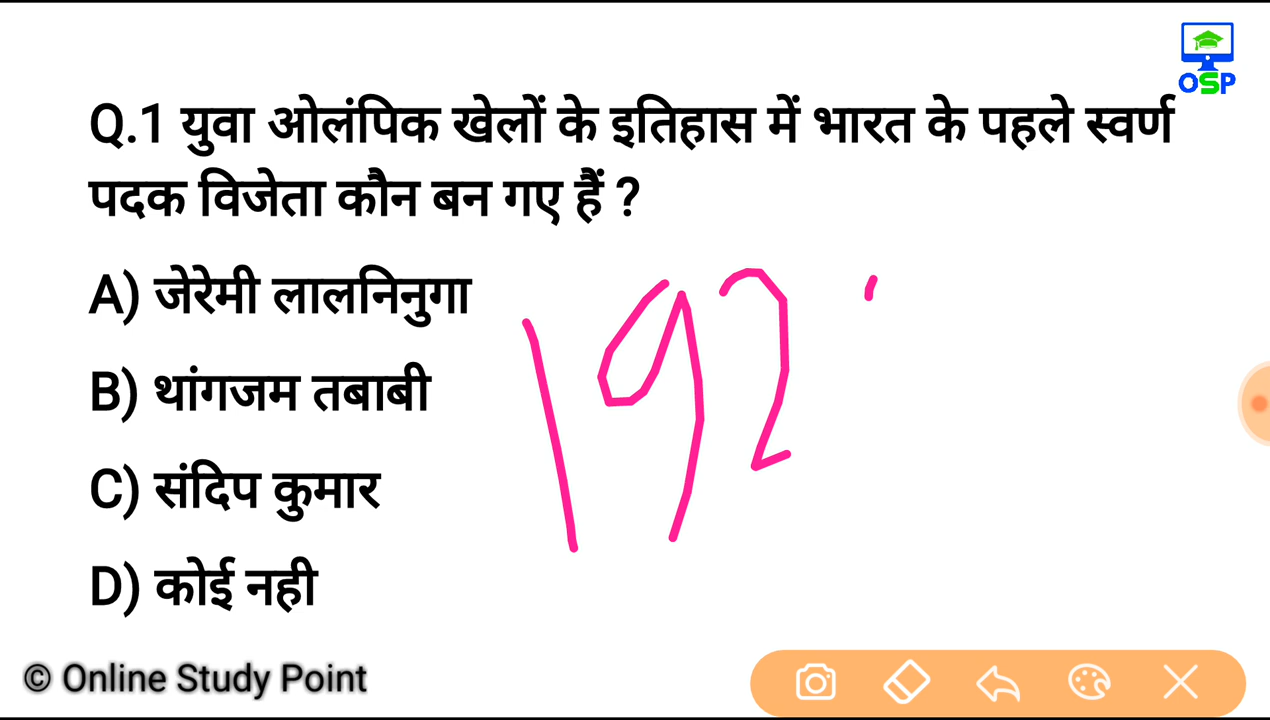 OSP
Q.1 युवा ओलंपिक खेलों के इतिहास में भारत के पहले स्वर्ण
पदक विजेता कौन बन गए हैं ?
A) जेरेमी लालनिनुगा
192
B) थांगजम तबाबी
C) संदिप कुमार
D) कोई नही
© Online Study Point